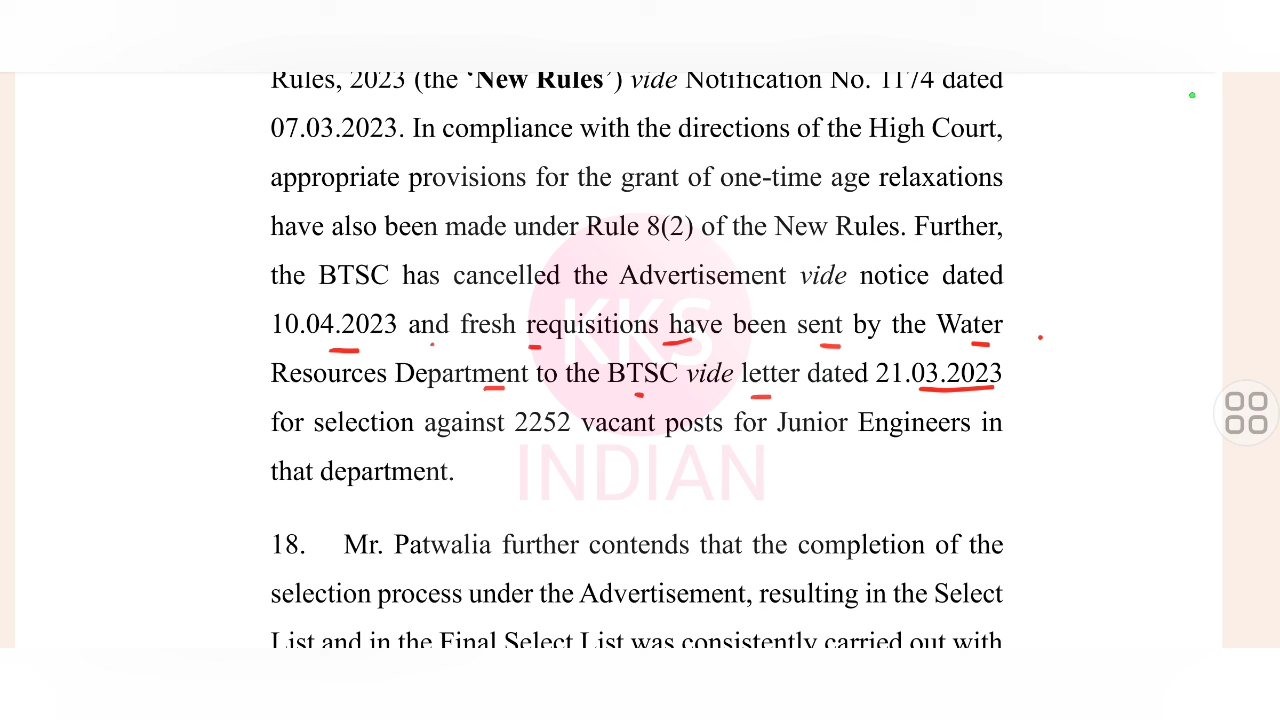 Rules, 2023 (the ‘New Rules’) vide Notification No. 1174 dated
07.03.2023. In compliance with the directions of the High Court,
appropriate provisions for the grant of one-time age relaxations
have also been made under Rule 8(2) of the New Rules. Further,
the BTSC has cancelled the Advertisement vide notice dated
10.04.2023 and fresh requisitions have been sent by the Water
Resources Department to the BTSC vide letter dated 21.03.2023
for selection against 2252 vacant posts for Junior Engineers in
that department.
18. Mr. Patwalia further contends that the completion of the
selection process under the Advertisement, resulting in the Select
List and in the Final Select List was consistently carried out with
KKS
INDIAN